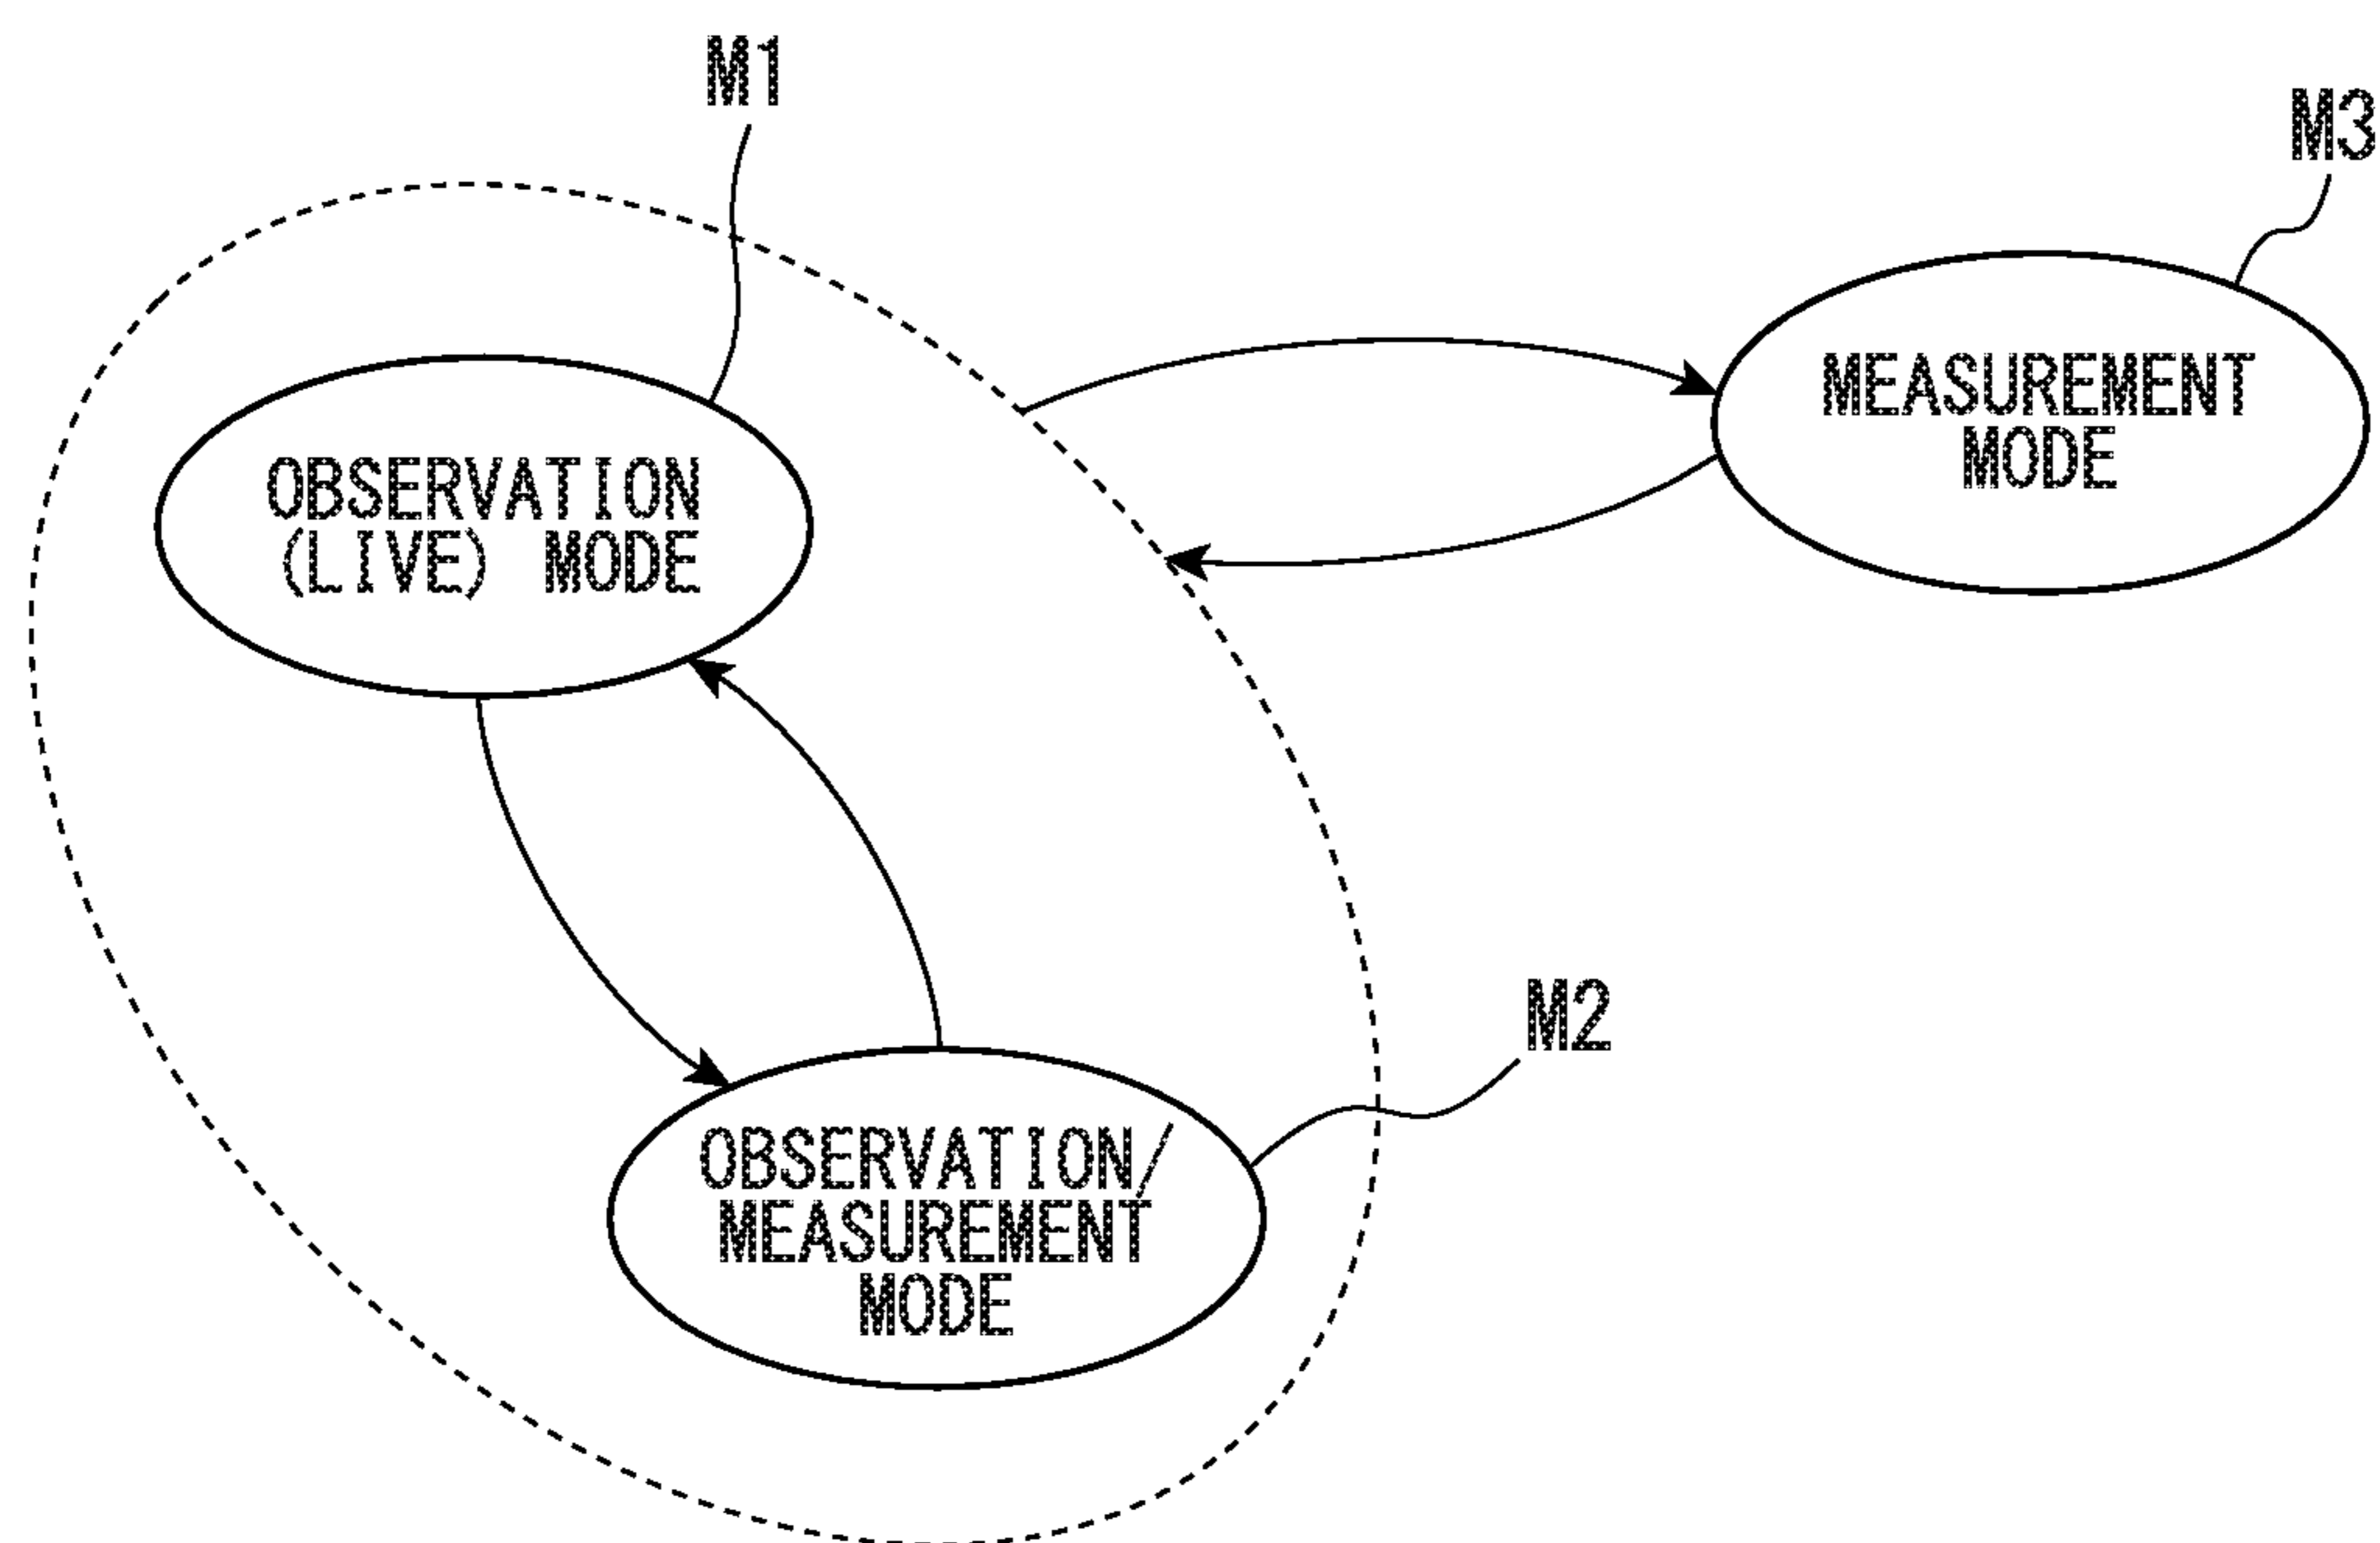 M1
M3
MEASUREMENT
MODE
OBSERVATION
(LIVE) MODE
M2
OBSERVATION/
MEASUREMENT
MODE